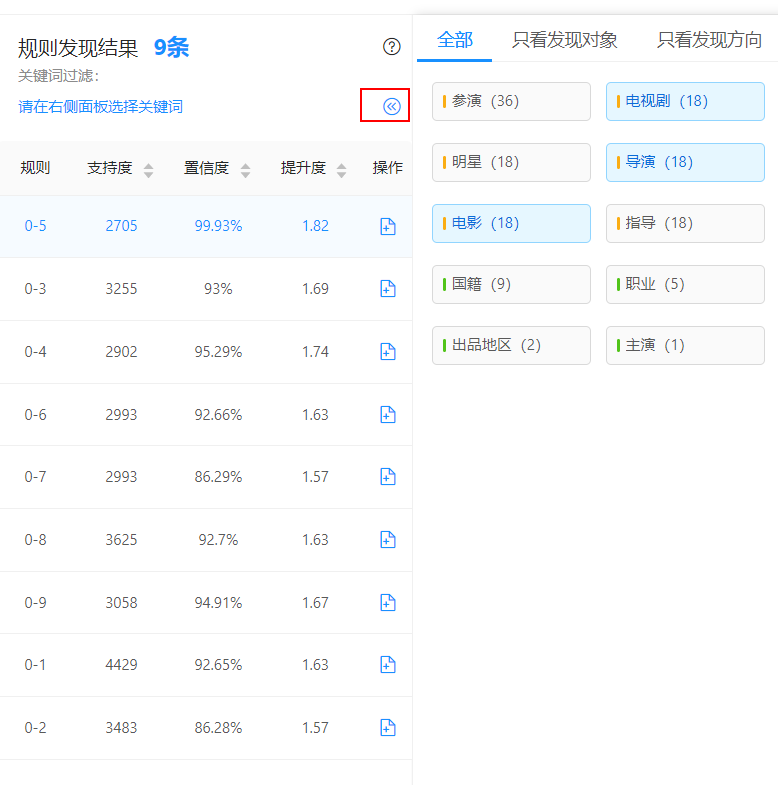 规则发现结果 9条
关键词过滤：
请在右侧面板选择关键词
规则 支持度 置信度 提升度 操作
0-5 2705 99.93% 1.82
0-3 3255 93% 1.69
0-4 2902 95.29% 1.74
0-6 2993 92.66% 1.63
0-7 2993 86.29% 1.57
0-8 3625 92.7% 1.63
0-9 3058 94.91% 1.67
0-1 4429 92.65% 1.63
0-2 3483 86.28% 1.57
全部 只看发现对象 只看发现方向
参演（36） 电视剧（18）
明星（18） 导演（18）
电影（18） 指导（18）
国籍（9） 职业（5）
出品地区（2） 主演（1）